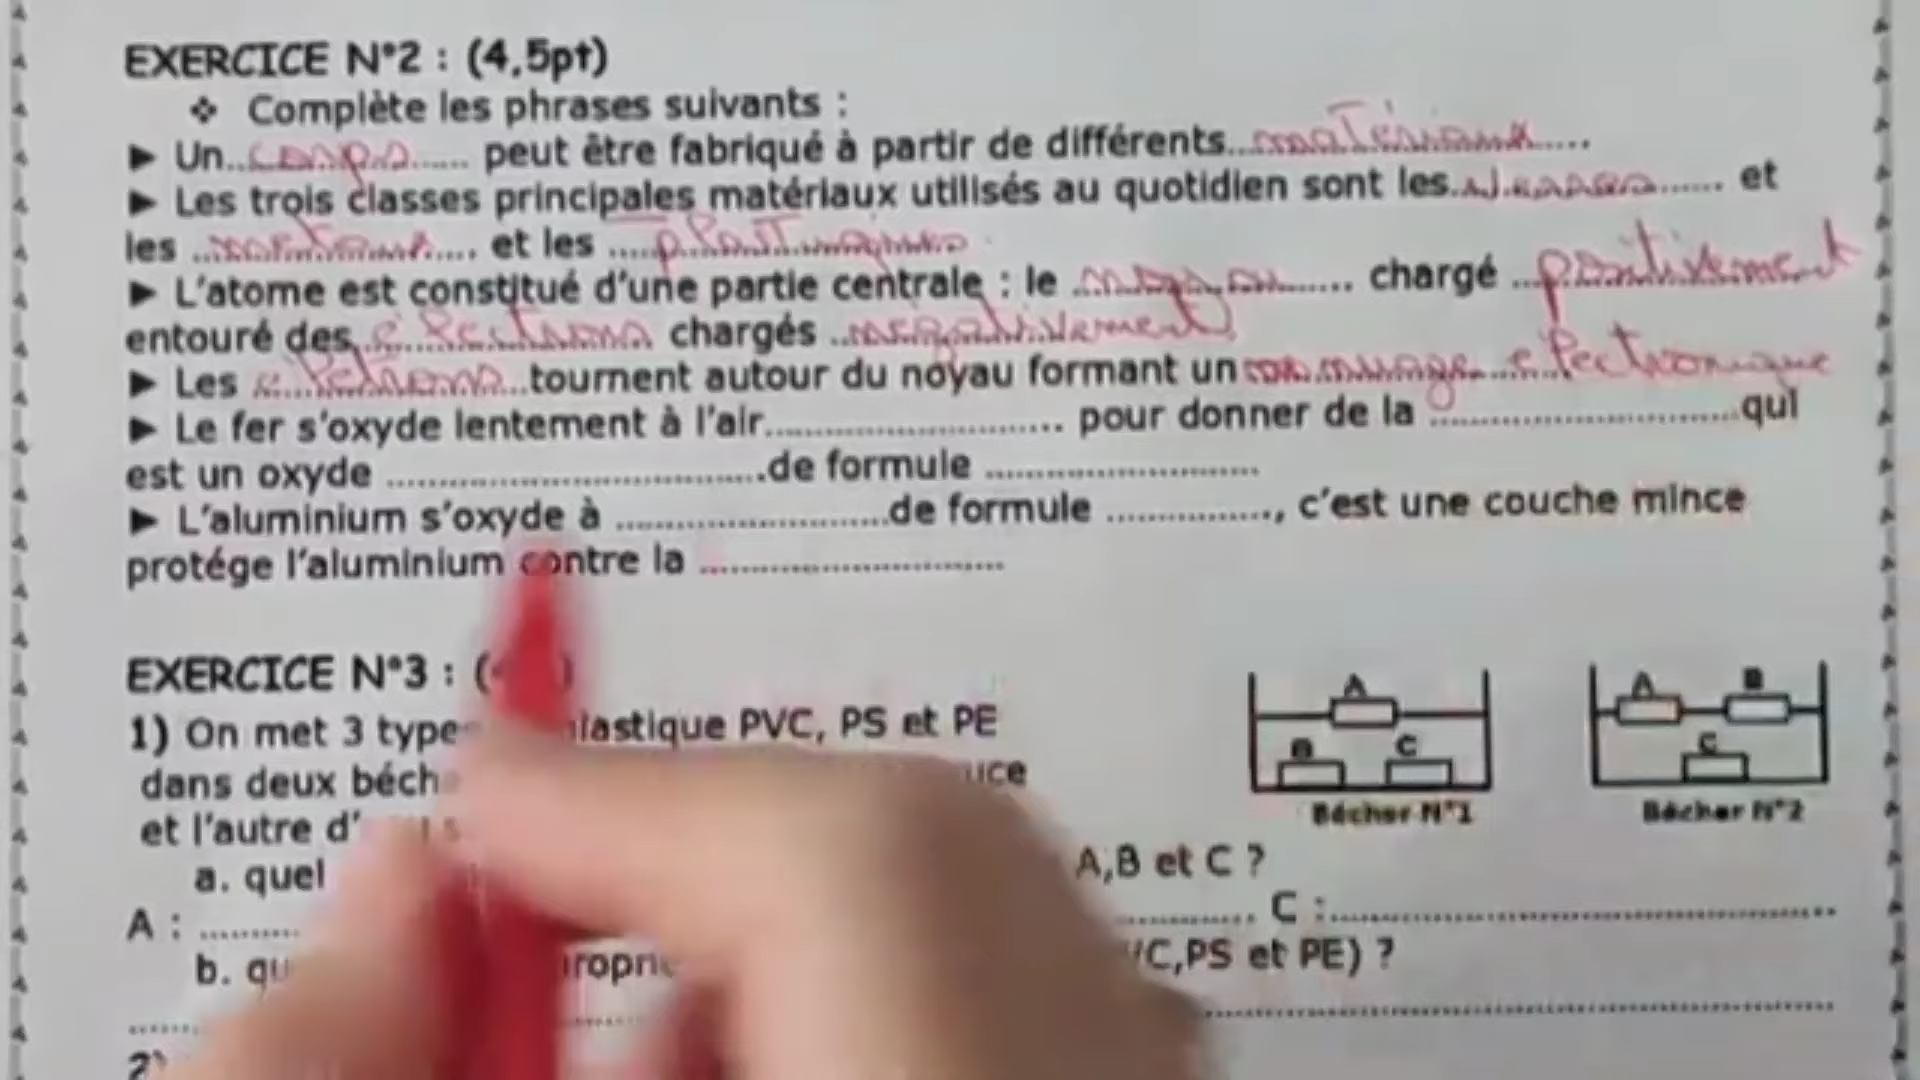 EXERCICE N°2 : (4,5pt)
❖ Complète les phrases suivants :
► Un..corps...... peut être fabriqué à partir de différents...matériaux.....
► Les trois classes principales matériaux utilisés au quotidien sont les..verres...... et
les ..métaux.... et les ....plastiques
► L'atome est constitué d'une partie centrale : le ..noyau...... chargé ..positivement
entouré des..électrons chargés ..négativement
► Les életrons...tournent autour du noyau formant un nuage électronique
► Le fer s'oxyde lentement à l'air.............................. pour donner de la ..............................qui
est un oxyde ......................................de formule ...........................
► L'aluminium s'oxyde à ...........................de formule ................, c'est une couche mince
protége l'aluminium contre la ..............................
EXERCICE N°3 : (
1) On met 3 type plastique PVC, PS et PE
dans deux béch uce
et l'autre d'
a. quel A,B et C ?
A : .......... ............. C :..................................................
b. qu ropri C,PS et PE) ?
2)
A
B C
Bécher N°1
A B
C
Bécher N°2